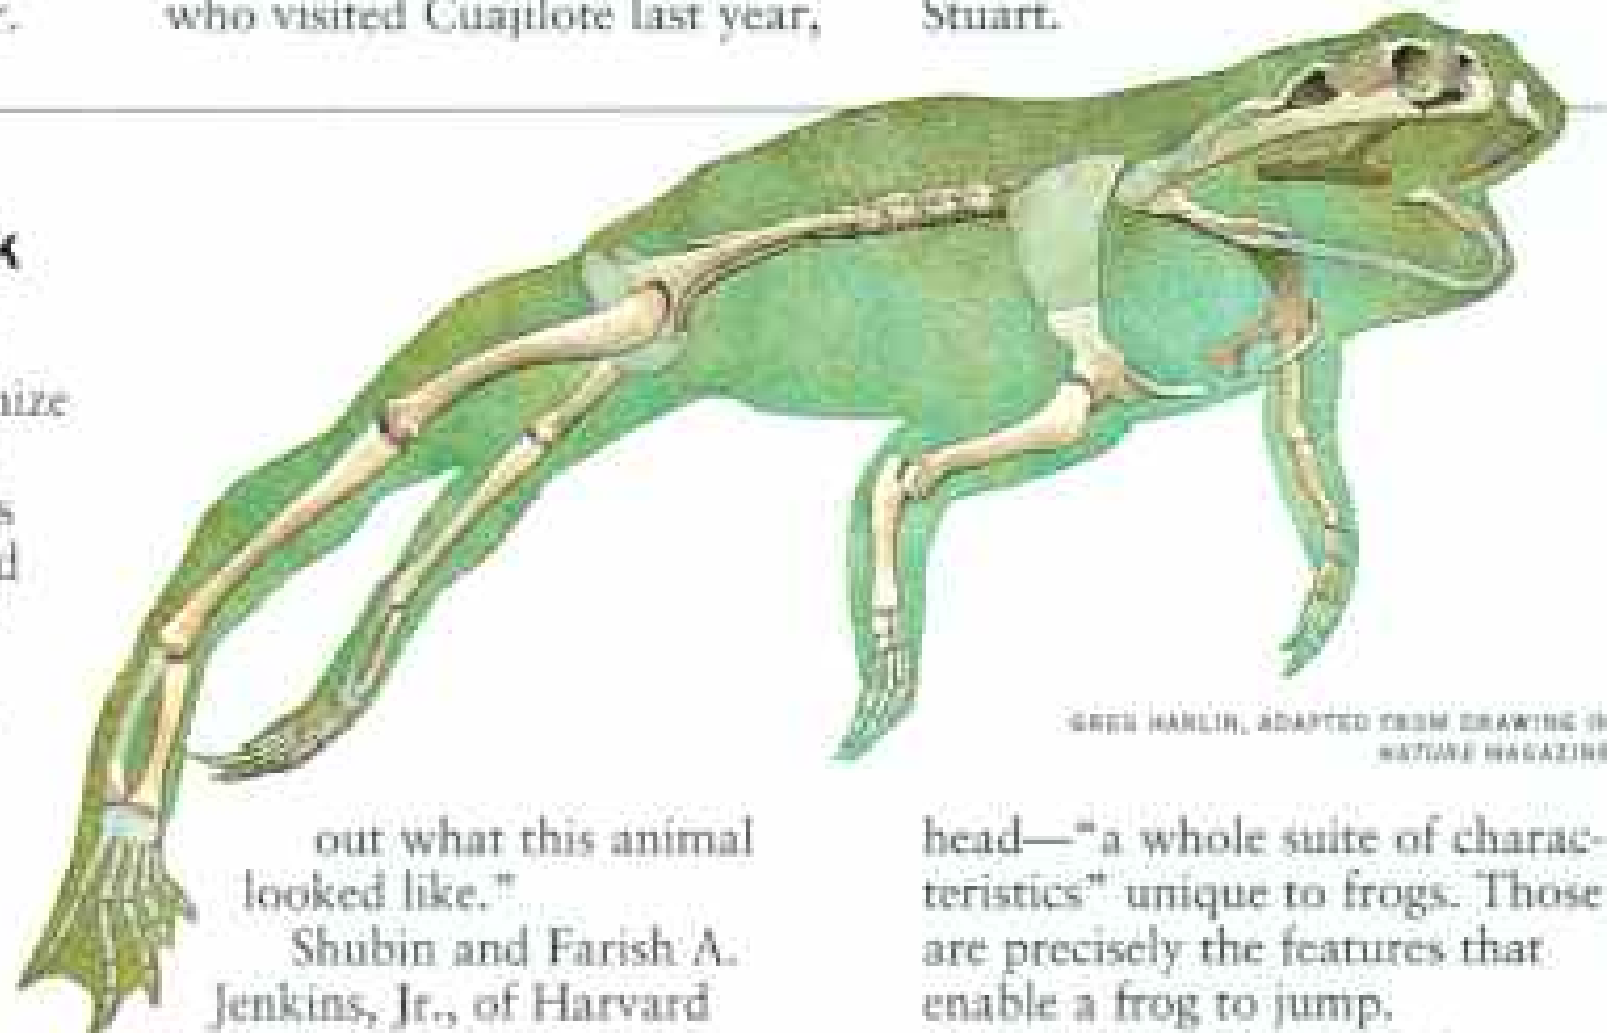 r.
who visited Cuajilote last year,
Stuart.
nize
s
d
GREG HARLIN, ADAPTED FROM DRAWING IN
NATURE MAGAZINE
out what this animal
looked like."
Shubin and Farish A.
Jenkins, Jr., of Harvard
head—"a whole suite of charac-
teristics" unique to frogs. Those
are precisely the features that
enable a frog to jump.